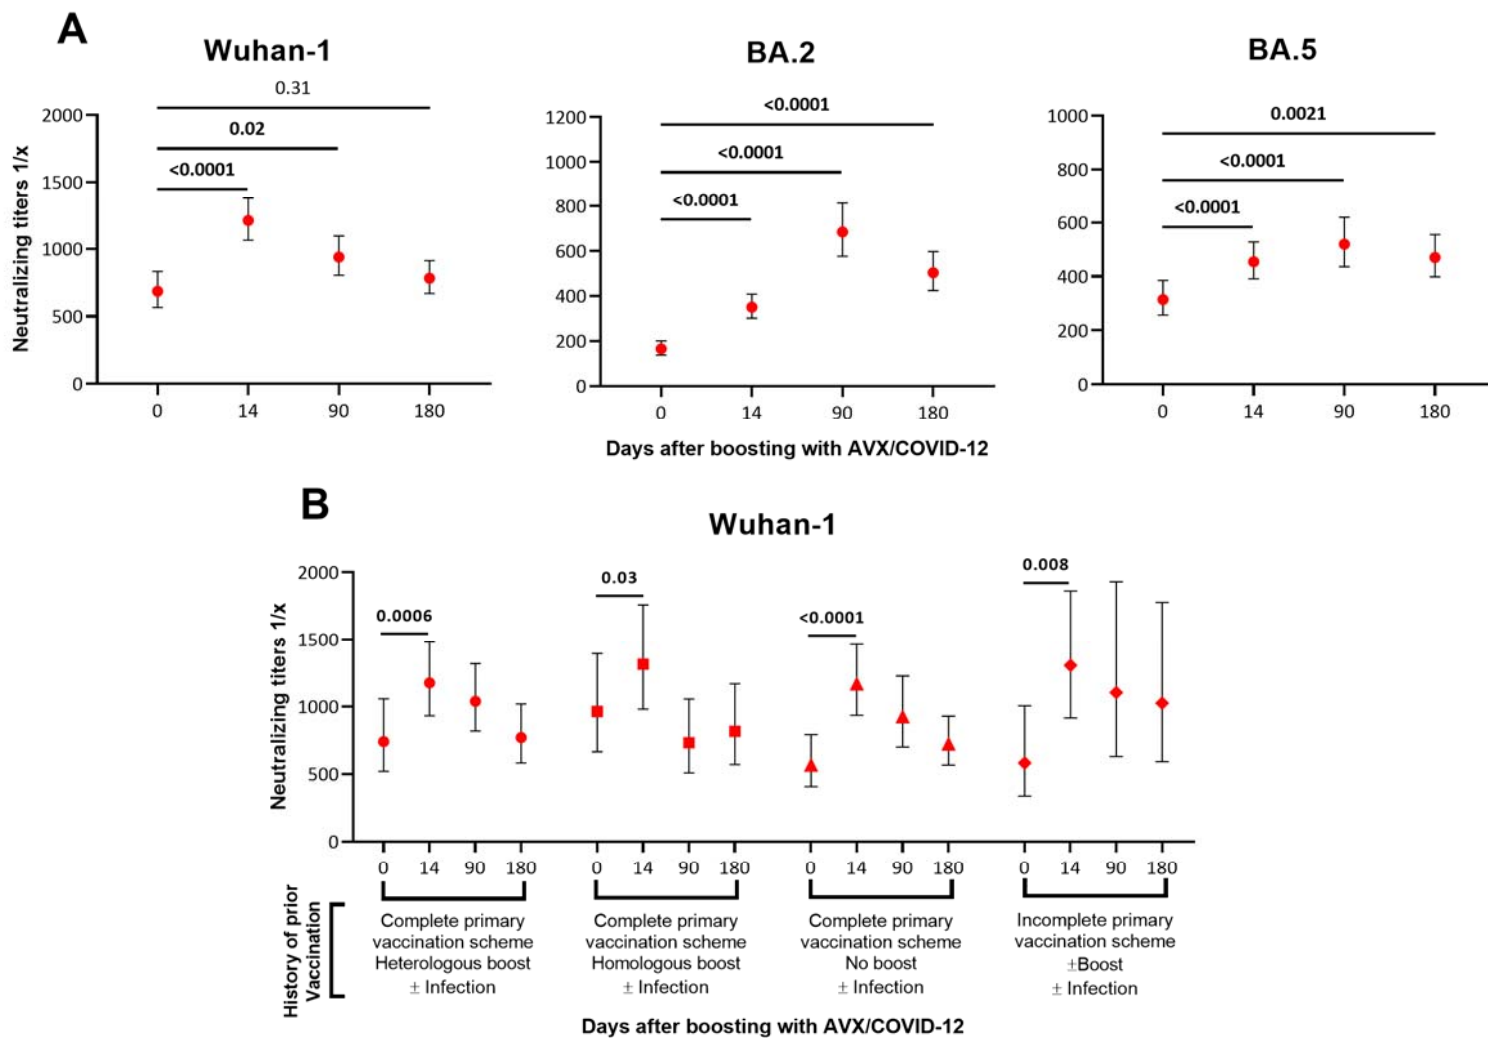 A
Wuhan-1
BA.2
BA.5
Neutralizing titers 1/x
2000
1500
1000
500
0
0.31
0.02
<0.0001
0 14 90 180
1200
1000
800
600
400
200
0
<0.0001
<0.0001
<0.0001
0 14 90 180
1000
800
600
400
200
0
0.0021
<0.0001
<0.0001
0 14 90 180
Days after boosting with AVX/COVID-12
B
Wuhan-1
Neutralizing titers 1/x
2000
1500
1000
500
0
0.0006
0.03
<0.0001
0.008
0 14 90 180 0 14 90 180 0 14 90 180 0 14 90 180
History of prior
Vaccination
Complete primary
vaccination scheme
Heterologous boost
± Infection
Complete primary
vaccination scheme
Homologous boost
± Infection
Complete primary
vaccination scheme
No boost
± Infection
Incomplete primary
vaccination scheme
±Boost
± Infection
Days after boosting with AVX/COVID-12